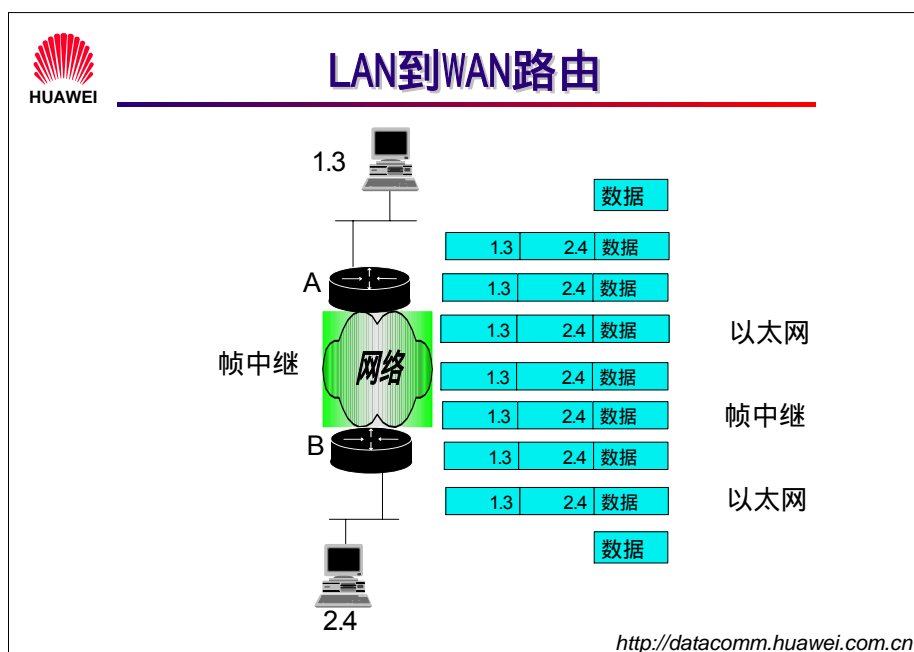 HUAWEI
LAN到WAN路由
1.3
数据
1.3 2.4 数据
A
1.3 2.4 数据
1.3 2.4 数据
以太网
帧中继
网络
1.3 2.4 数据
1.3 2.4 数据
帧中继
B
1.3 2.4 数据
1.3 2.4 数据
以太网
数据
2.4
http://datacomm.huawei.com.cn